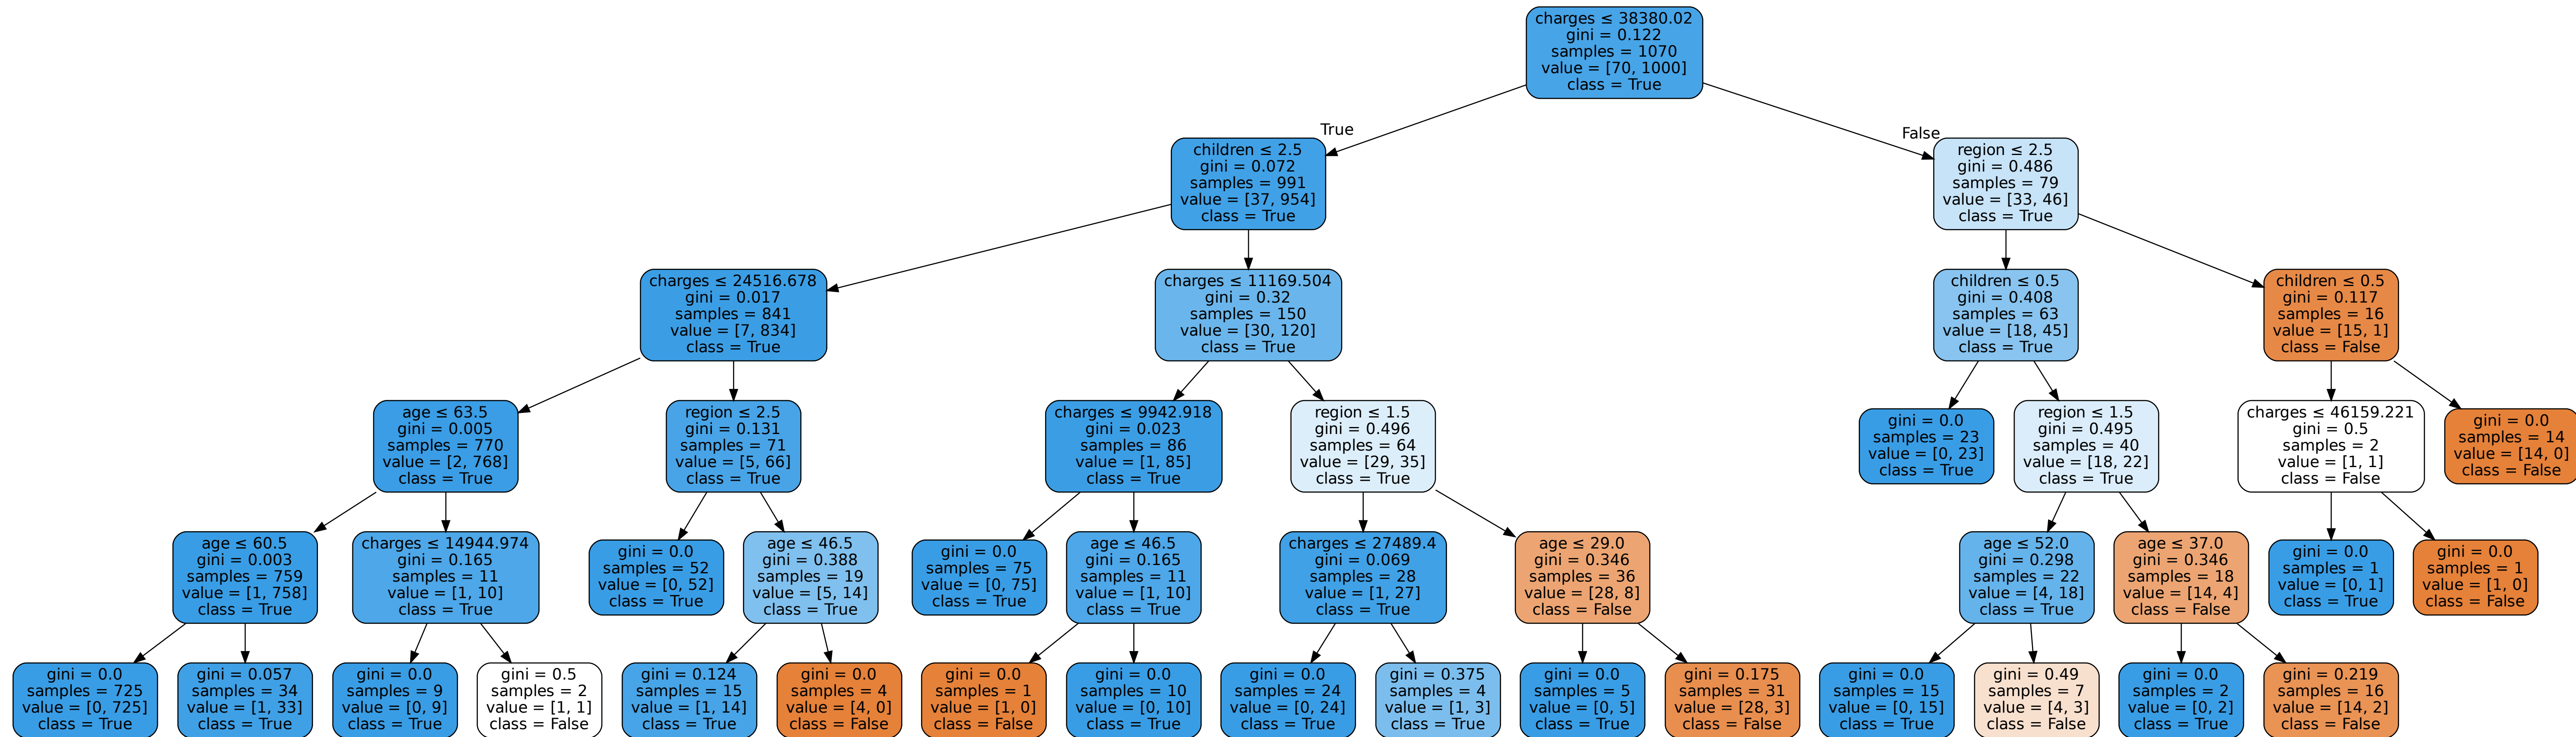 charges ≤ 38380.02
gini = 0.122
samples = 1070
value = [70, 1000]
class = True
True
False
children ≤ 2.5
gini = 0.072
samples = 991
value = [37, 954]
class = True
region ≤ 2.5
gini = 0.486
samples = 79
value = [33, 46]
class = True
charges ≤ 24516.678
gini = 0.017
samples = 841
value = [7, 834]
class = True
charges ≤ 11169.504
gini = 0.32
samples = 150
value = [30, 120]
class = True
children ≤ 0.5
gini = 0.408
samples = 63
value = [18, 45]
class = True
children ≤ 0.5
gini = 0.117
samples = 16
value = [15, 1]
class = False
age ≤ 63.5
gini = 0.005
samples = 770
value = [2, 768]
class = True
region ≤ 2.5
gini = 0.131
samples = 71
value = [5, 66]
class = True
charges ≤ 9942.918
gini = 0.023
samples = 86
value = [1, 85]
class = True
region ≤ 1.5
gini = 0.496
samples = 64
value = [29, 35]
class = True
gini = 0.0
samples = 23
value = [0, 23]
class = True
region ≤ 1.5
gini = 0.495
samples = 40
value = [18, 22]
class = True
charges ≤ 46159.221
gini = 0.5
samples = 2
value = [1, 1]
class = False
gini = 0.0
samples = 14
value = [14, 0]
class = False
age ≤ 60.5
gini = 0.003
samples = 759
value = [1, 758]
class = True
charges ≤ 14944.974
gini = 0.165
samples = 11
value = [1, 10]
class = True
gini = 0.0
samples = 52
value = [0, 52]
class = True
age ≤ 46.5
gini = 0.388
samples = 19
value = [5, 14]
class = True
gini = 0.0
samples = 75
value = [0, 75]
class = True
age ≤ 46.5
gini = 0.165
samples = 11
value = [1, 10]
class = True
charges ≤ 27489.4
gini = 0.069
samples = 28
value = [1, 27]
class = True
age ≤ 29.0
gini = 0.346
samples = 36
value = [28, 8]
class = False
age ≤ 52.0
gini = 0.298
samples = 22
value = [4, 18]
class = True
age ≤ 37.0
gini = 0.346
samples = 18
value = [14, 4]
class = False
gini = 0.0
samples = 1
value = [0, 1]
class = True
gini = 0.0
samples = 1
value = [1, 0]
class = False
gini = 0.0
samples = 725
value = [0, 725]
class = True
gini = 0.057
samples = 34
value = [1, 33]
class = True
gini = 0.0
samples = 9
value = [0, 9]
class = True
gini = 0.5
samples = 2
value = [1, 1]
class = False
gini = 0.124
samples = 15
value = [1, 14]
class = True
gini = 0.0
samples = 4
value = [4, 0]
class = False
gini = 0.0
samples = 1
value = [1, 0]
class = False
gini = 0.0
samples = 10
value = [0, 10]
class = True
gini = 0.0
samples = 24
value = [0, 24]
class = True
gini = 0.375
samples = 4
value = [1, 3]
class = True
gini = 0.0
samples = 5
value = [0, 5]
class = True
gini = 0.175
samples = 31
value = [28, 3]
class = False
gini = 0.0
samples = 15
value = [0, 15]
class = True
gini = 0.49
samples = 7
value = [4, 3]
class = False
gini = 0.0
samples = 2
value = [0, 2]
class = True
gini = 0.219
samples = 16
value = [14, 2]
class = False